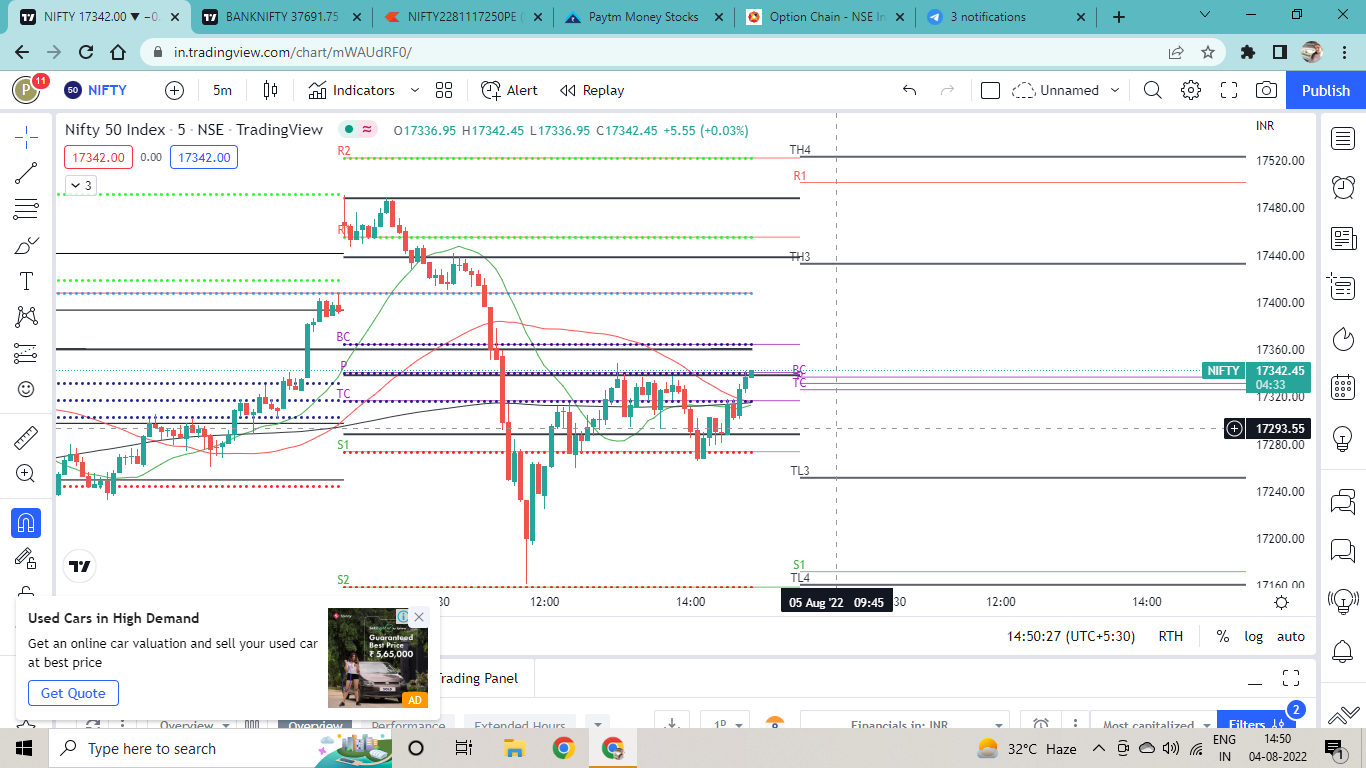 NIFTY 17342.00 ▼ −0.
BANKNIFTY 37691.75
NIFTY2281117250PE (
Paytm Money Stocks
Option Chain - NSE In
3 notifications
in.tradingview.com/chart/mWAUdRF0/
P
11
50
NIFTY
5m
Indicators
Alert
Replay
Unnamed
Publish
Nifty 50 Index · 5 · NSE · TradingView
O17336.95 H17342.45 L17336.95 C17342.45 +5.55 (+0.03%)
INR
17342.00
0.00
17342.00
3
R2
TH4
17520.00
R1
17480.00
TH3
17440.00
17400.00
BC
17360.00
P
BC
NIFTY
17342.45
04:33
TC
TC
17320.00
17293.55
S1
17280.00
TL3
17240.00
17200.00
S1
S2
TL4
17160.00
12:00
14:00
05 Aug '22 09:45
12:00
14:00
14:50:27 (UTC+5:30)
RTH
%
log
auto
Used Cars in High Demand
Get an online car valuation and sell your used car
at best price
Get Quote
Guaranteed
Best Price
₹ 5,65,000
AD
Trading Panel
Overview
Overview
Performance
Extended Hours
1D
Financials in: INR
Most capitalized
Filters
2
Type here to search
32°C Haze
ENG
IN
14:50
04-08-2022
1